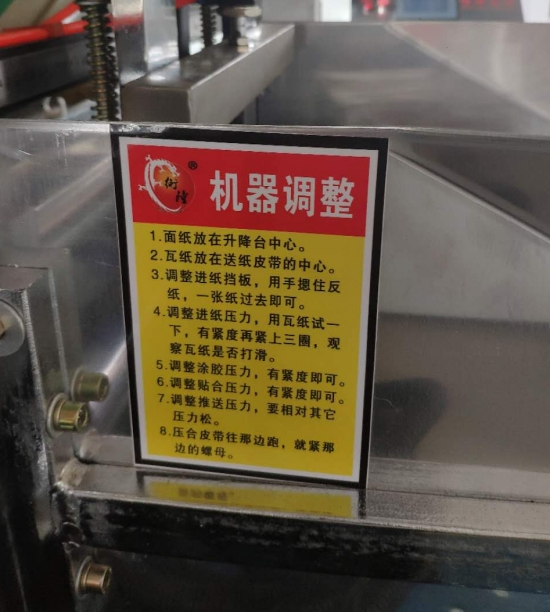 ®
机器调整
1.面纸放在升降台中心。
2.瓦纸放在送纸皮带的中心。
3.调整进纸挡板，用手摁住反
纸，一张纸过去即可。
4.调整进纸压力，用瓦纸试一
下，有紧度再紧上三圈，观
察瓦纸是否打滑。
5.调整涂胶压力，有紧度即可。
6.调整贴合压力，有紧度即可。
7.调整推送压力，要相对其它
压力松。
8.压合皮带往那边跑，就紧那
边的螺母。